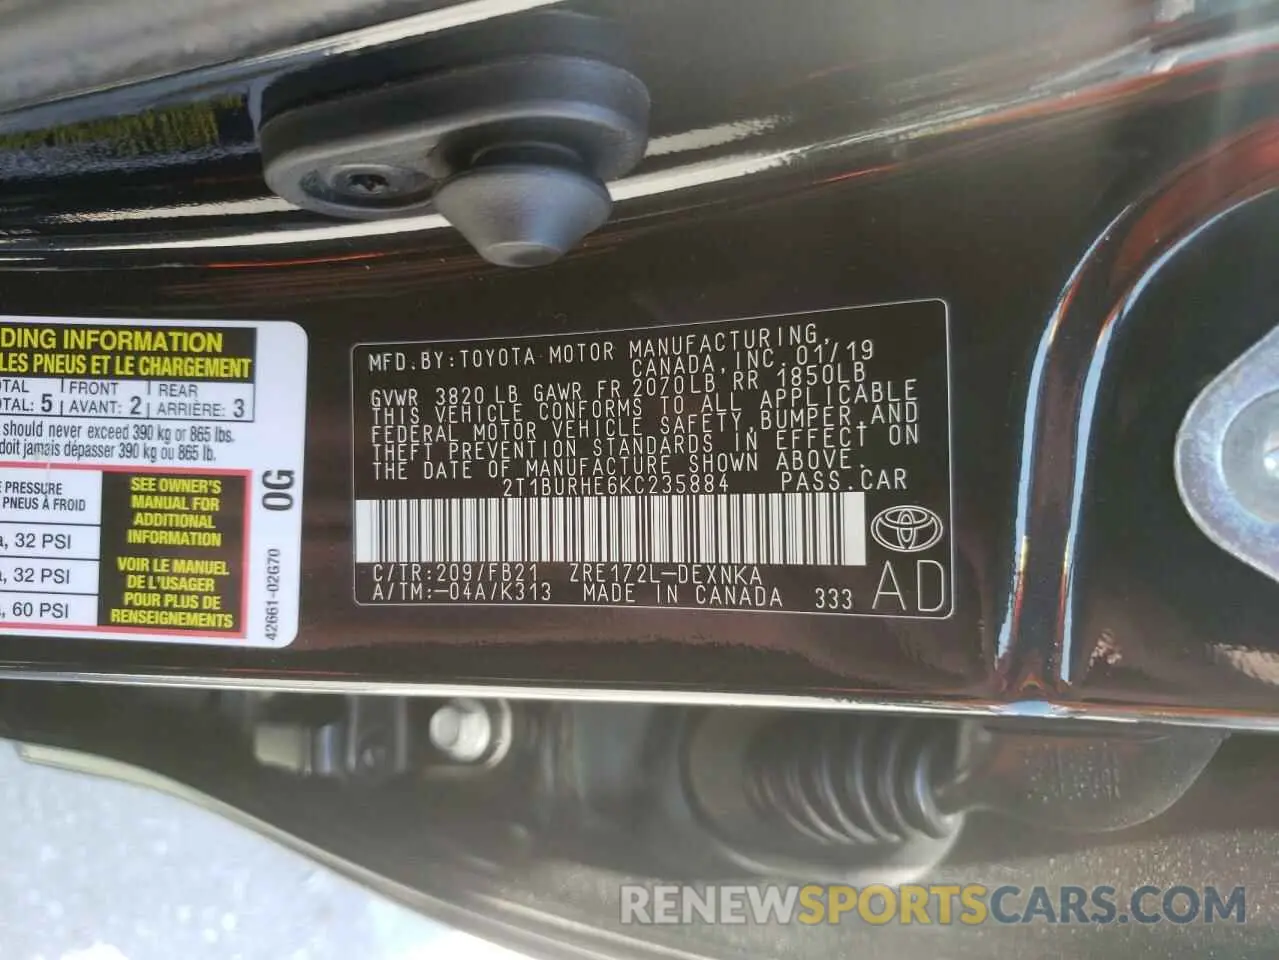 DING INFORMATION
LES PNEUS ET LE CHARGEMENT
OTAL FRONT REAR
OTAL: 5 AVANT: 2 ARRIÈRE: 3
should never exceed 390 kg or 865 lbs.
doit jamais dépasser 390 kg ou 865 lb.
E PRESSURE
PNEUS À FROID
a, 32 PSI
a, 32 PSI
a, 60 PSI
SEE OWNER'S
MANUAL FOR
ADDITIONAL
INFORMATION
VOIR LE MANUEL
DE L'USAGER
POUR PLUS DE
RENSEIGNEMENTS
0G
42661-02G70
MFD.BY:TOYOTA MOTOR MANUFACTURING,
CANADA, INC. 01/19
GVWR 3820 LB GAWR FR 2070LB, RR 1850LB
THIS VEHICLE CONFORMS TO ALL APPLICABLE
FEDERAL MOTOR VEHICLE SAFETY, BUMPER, AND
THEFT PREVENTION STANDARDS IN EFFECT ON
THE DATE OF MANUFACTURE SHOWN ABOVE.
2T1BURHE6KC235884 PASS.CAR
C/TR:209/FB21 ZRE172L-DEXNKA
A/TM:-04A/K313 MADE IN CANADA 333 AD
RENEWSPORTSCARS.COM